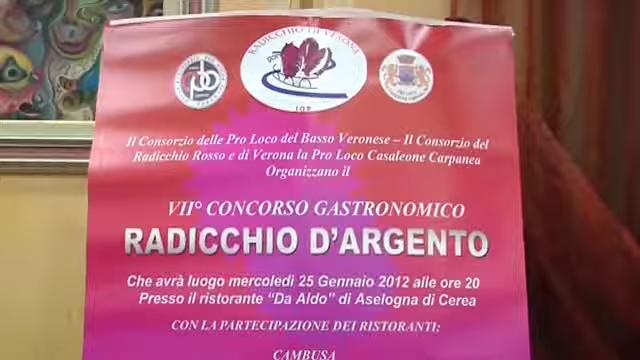 RADICCHIO DI VERONA
IGP
Il Consorzio delle Pro Loco del Basso Veronese – Il Consorzio del
Radicchio Rosso e di Verona la Pro Loco Casaleone Carpanea
Organizzano il
VII° CONCORSO GASTRONOMICO
RADICCHIO D'ARGENTO
Che avrà luogo mercoledì 25 Gennaio 2012 alle ore 20
Presso il ristorante “Da Aldo” di Aselogna di Cerea
CON LA PARTECIPAZIONE DEI RISTORANTI:
CAMBUSA